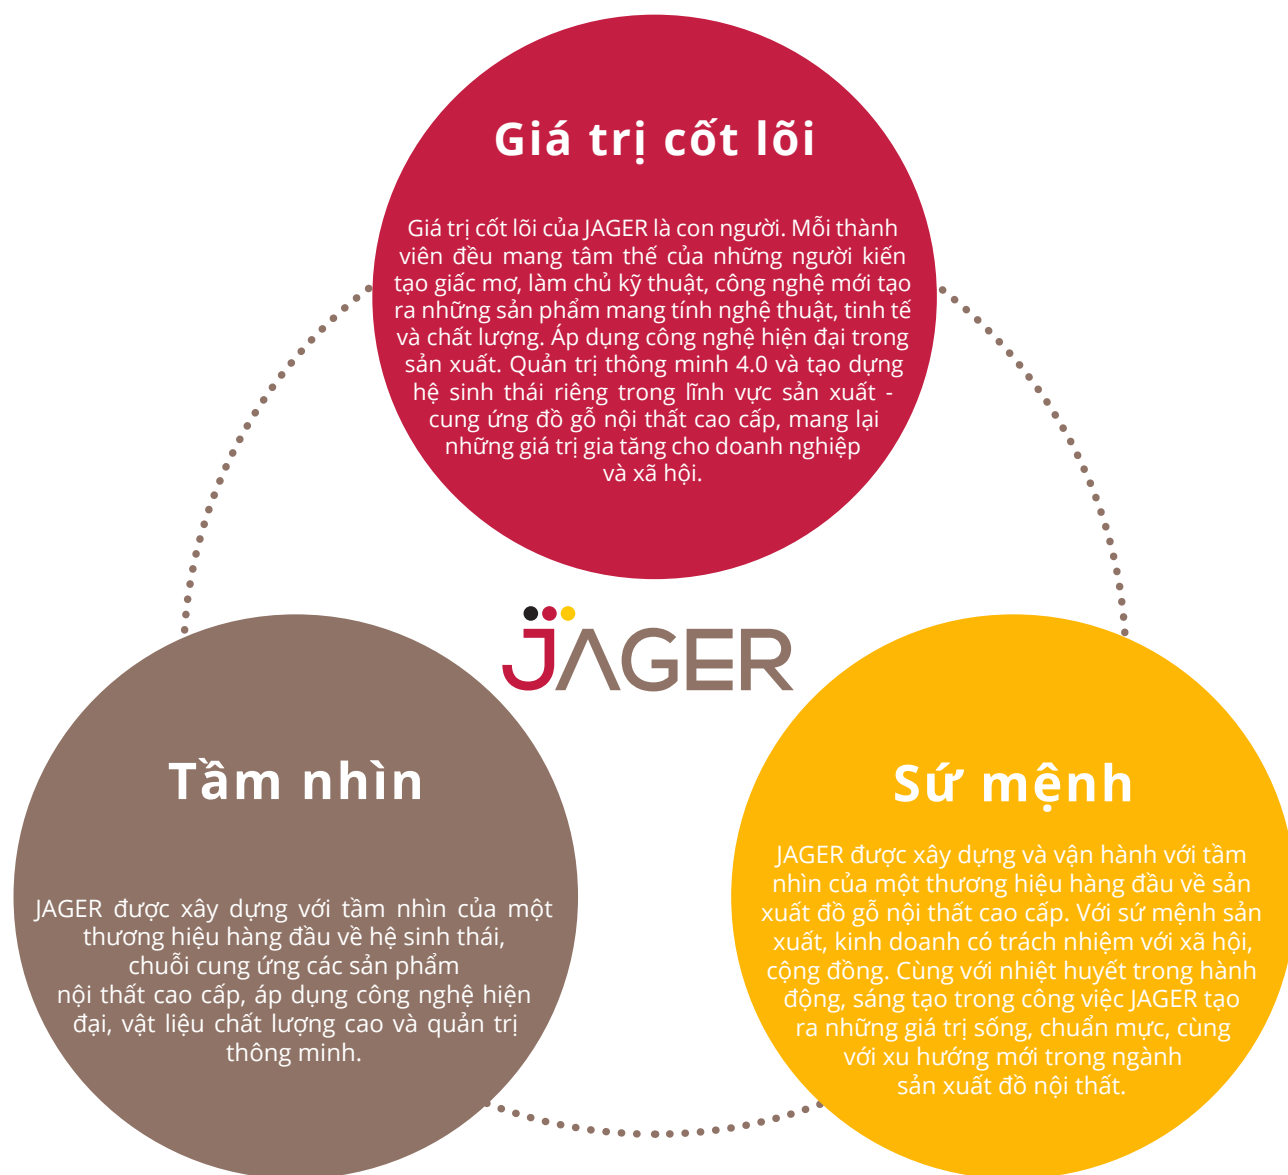 Giá trị cốt lõi
Giá trị cốt lõi của JAGER là con người. Mỗi thành
viên đều mang tâm thế của những người kiến
tạo giấc mơ, làm chủ kỹ thuật, công nghệ mới tạo
ra những sản phẩm mang tính nghệ thuật, tinh tế
và chất lượng. Áp dụng công nghệ hiện đại trong
sản xuất. Quản trị thông minh 4.0 và tạo dựng
hệ sinh thái riêng trong lĩnh vực sản xuất -
cung ứng đồ gỗ nội thất cao cấp, mang lại
những giá trị gia tăng cho doanh nghiệp
và xã hội.
JAGER
Tầm nhìn
JAGER được xây dựng với tầm nhìn của một
thương hiệu hàng đầu về hệ sinh thái,
chuỗi cung ứng các sản phẩm
nội thất cao cấp, áp dụng công nghệ hiện
đại, vật liệu chất lượng cao và quản trị
thông minh.
Sứ mệnh
JAGER được xây dựng và vận hành với tầm
nhìn của một thương hiệu hàng đầu về sản
xuất đồ gỗ nội thất cao cấp. Với sứ mệnh sản
xuất, kinh doanh có trách nhiệm với xã hội,
cộng đồng. Cùng với nhiệt huyết trong hành
động, sáng tạo trong công việc JAGER tạo
ra những giá trị sống, chuẩn mực, cùng
với xu hướng mới trong ngành
sản xuất đồ nội thất.